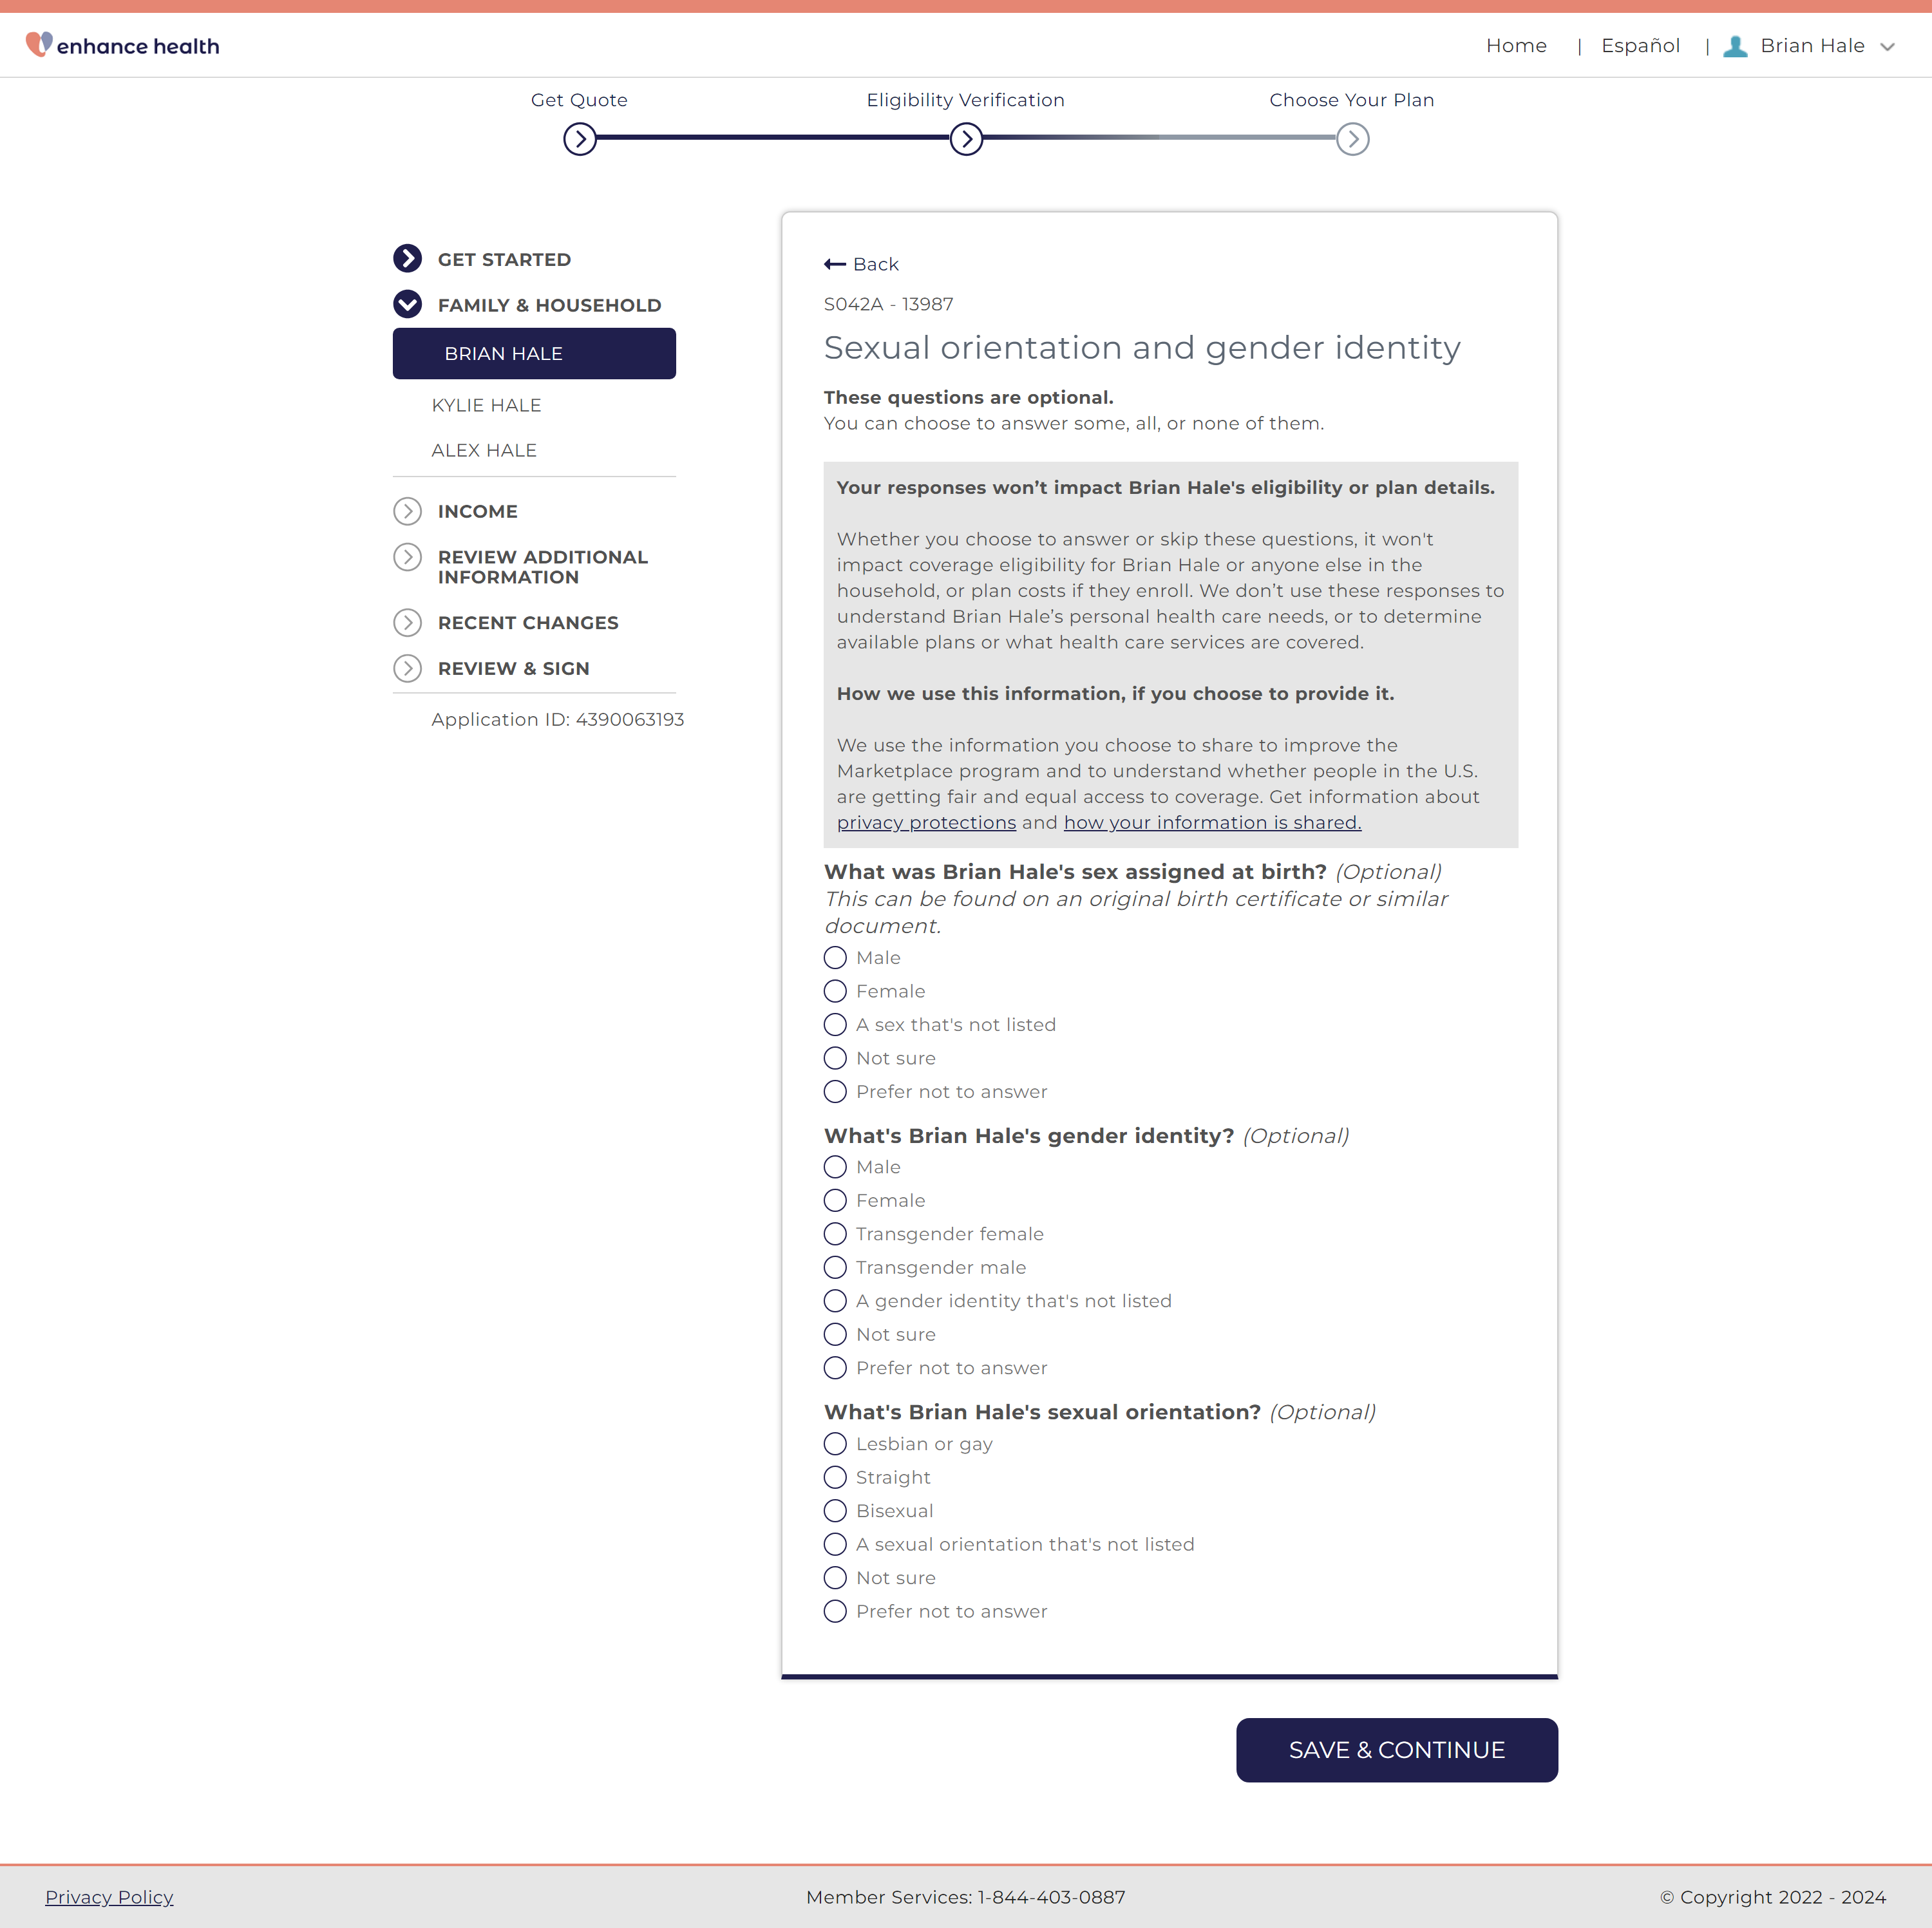 enhance health
Home | Español | Brian Hale
Get Quote
Eligibility Verification
Choose Your Plan
GET STARTED
FAMILY & HOUSEHOLD
BRIAN HALE
KYLIE HALE
ALEX HALE
INCOME
REVIEW ADDITIONAL
INFORMATION
RECENT CHANGES
REVIEW & SIGN
Application ID: 4390063193
Back
S042A - 13987
Sexual orientation and gender identity
These questions are optional.
You can choose to answer some, all, or none of them.
Your responses won’t impact Brian Hale's eligibility or plan details.
Whether you choose to answer or skip these questions, it won't
impact coverage eligibility for Brian Hale or anyone else in the
household, or plan costs if they enroll. We don’t use these responses to
understand Brian Hale’s personal health care needs, or to determine
available plans or what health care services are covered.
How we use this information, if you choose to provide it.
We use the information you choose to share to improve the
Marketplace program and to understand whether people in the U.S.
are getting fair and equal access to coverage. Get information about
privacy protections and how your information is shared.
What was Brian Hale's sex assigned at birth? (Optional)
This can be found on an original birth certificate or similar
document.
Male
Female
A sex that's not listed
Not sure
Prefer not to answer
What's Brian Hale's gender identity? (Optional)
Male
Female
Transgender female
Transgender male
A gender identity that's not listed
Not sure
Prefer not to answer
What's Brian Hale's sexual orientation? (Optional)
Lesbian or gay
Straight
Bisexual
A sexual orientation that's not listed
Not sure
Prefer not to answer
SAVE & CONTINUE
Privacy Policy
Member Services: 1-844-403-0887
© Copyright 2022 - 2024